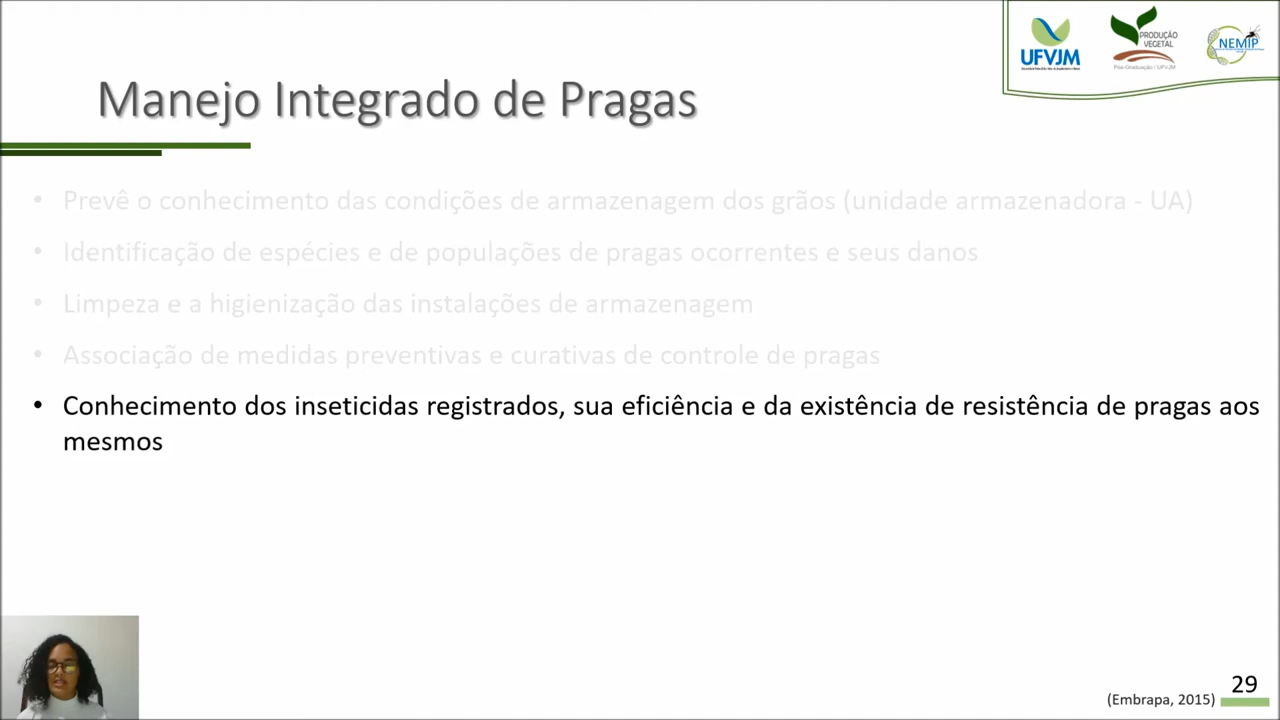 UFVJM
PRODUÇÃO
VEGETAL
Pós-Graduação / UFVJM
NEMIP
Manejo Integrado de Pragas
• Prevê o conhecimento das condições de armazenagem dos grãos (unidade armazenadora - UA)
• Identificação de espécies e de populações de pragas ocorrentes e seus danos
• Limpeza e a higienização das instalações de armazenagem
• Associação de medidas preventivas e curativas de controle de pragas
• Conhecimento dos inseticidas registrados, sua eficiência e da existência de resistência de pragas aos
mesmos
29
(Embrapa, 2015)